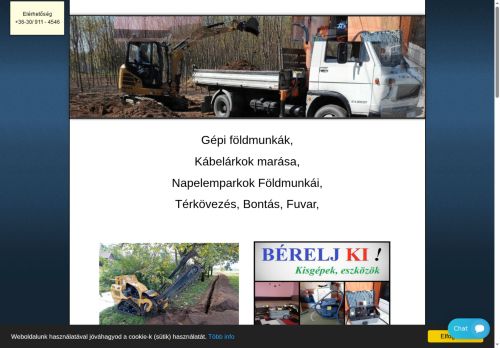 Elérhetőség
+36-30/ 911 - 4546
Gépi földmunkák,
Kábelárkok marása,
Napelemparkok Földmunkái,
Térkövezés, Bontás, Fuvar,
BÉRELJ KI !
Kisgépek, eszközök
Weboldalunk használatával jóváhagyod a cookie-k (sütik) használatát. Több info
Chat